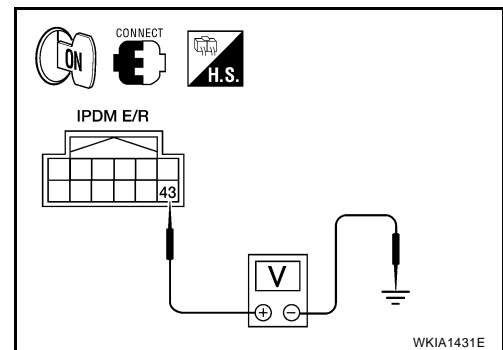 ON
CONNECT
H.S.
IPDM E/R
43
V
+ -
WKIA1431E